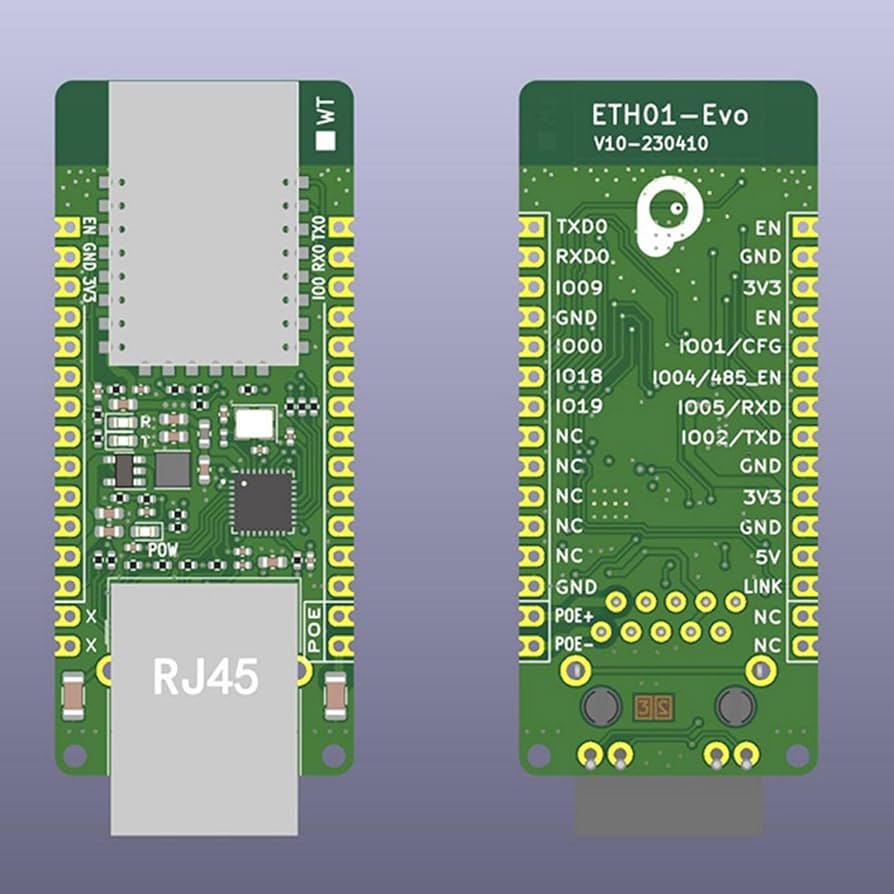 WT
EN GND 3V3
IO0 RX0 TX0
R
T
POW
X
X
POE
RJ45
ETH01-Evo
V10-230410
TXD0
RXD0
IO09
GND
IO00
IO18
IO19
NC
NC
NC
NC
NC
GND
POE+
POE-
EN
GND
3V3
EN
IO01/CFG
IO04/485_EN
IO05/RXD
IO02/TXD
GND
3V3
GND
5V
LINK
NC
NC